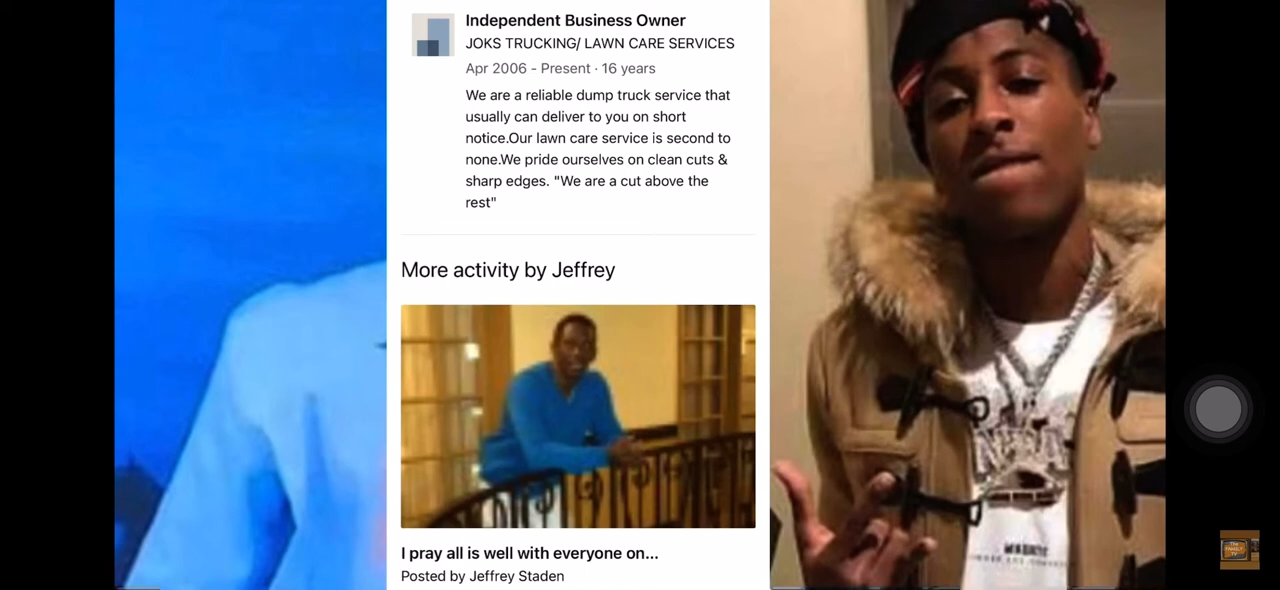 Independent Business Owner
JOKS TRUCKING/ LAWN CARE SERVICES
Apr 2006 - Present · 16 years
We are a reliable dump truck service that
usually can deliver to you on short
notice.Our lawn care service is second to
none.We pride ourselves on clean cuts &
sharp edges. "We are a cut above the
rest"
More activity by Jeffrey
I pray all is well with everyone on...
Posted by Jeffrey Staden
The
FAMILY
TV